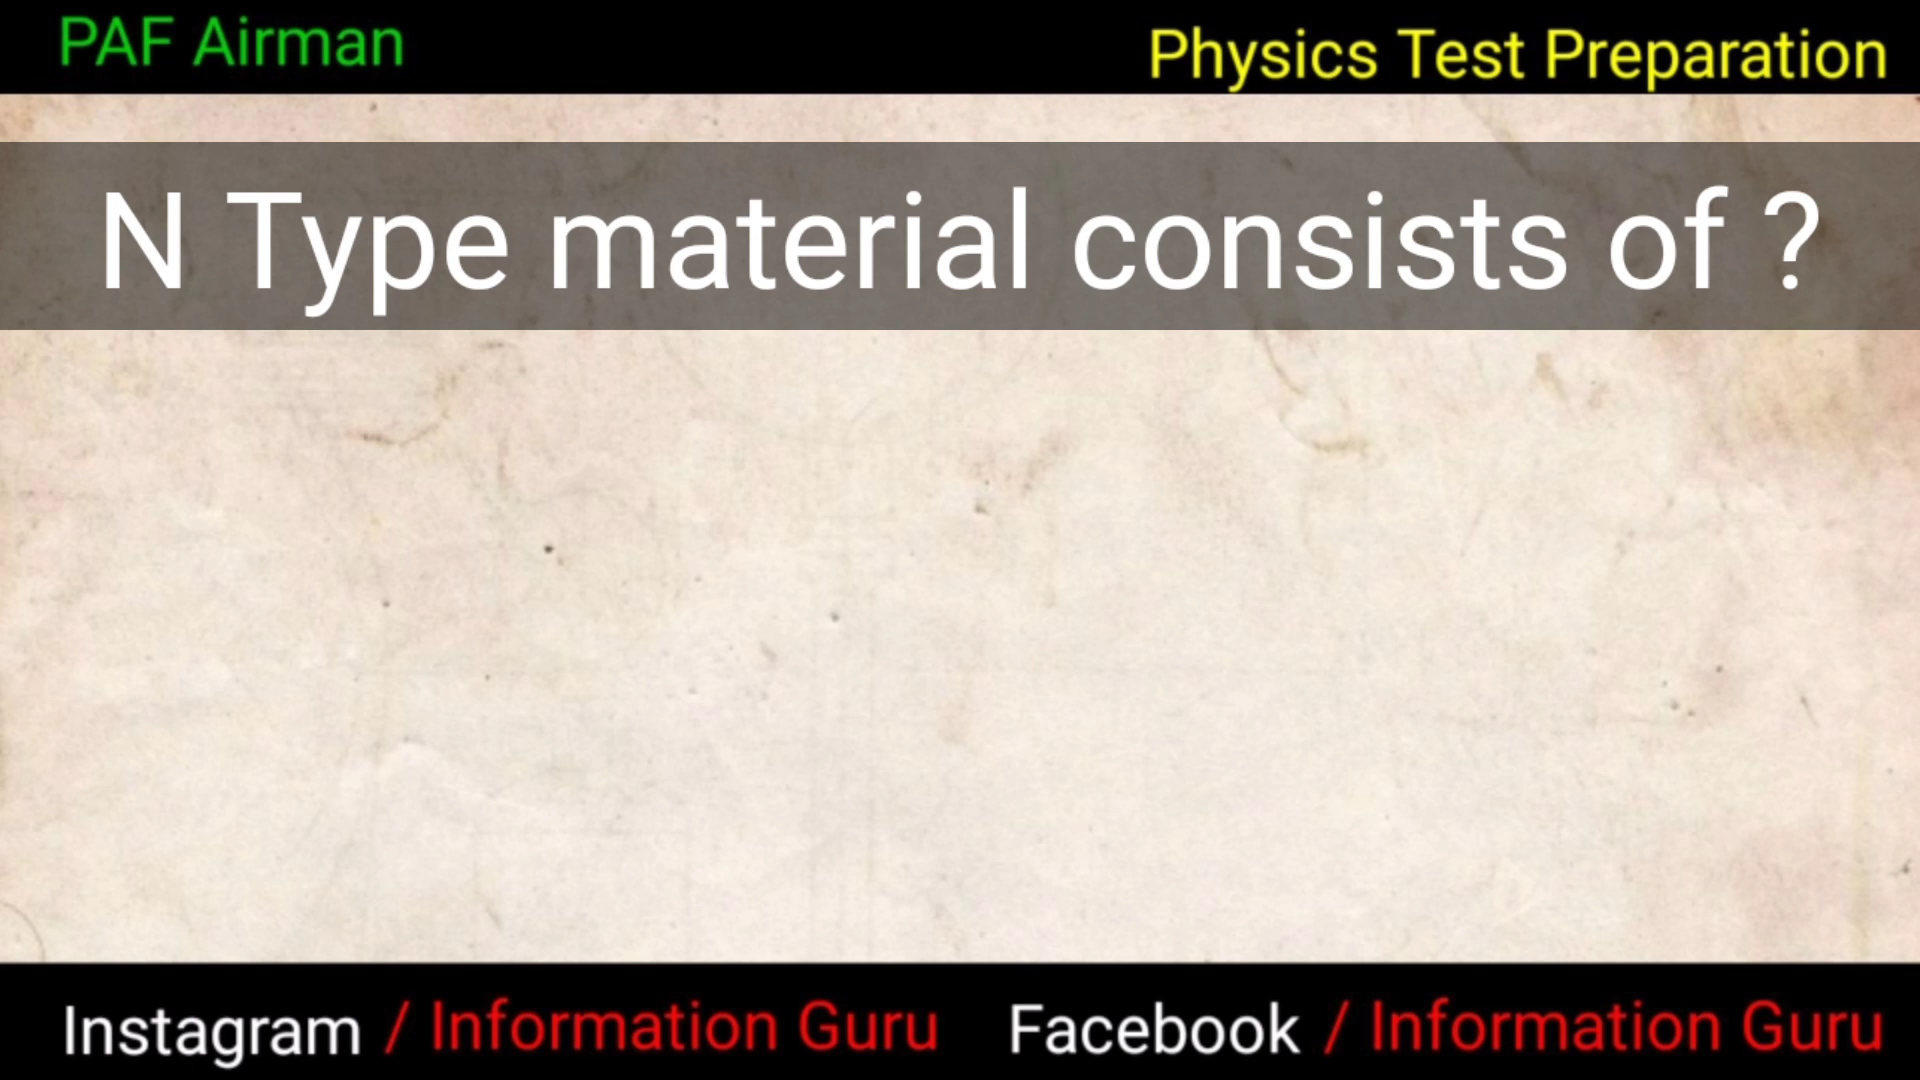 PAF Airman
Physics Test Preparation
N Type material consists of ?
Instagram / Information Guru
Facebook / Information Guru